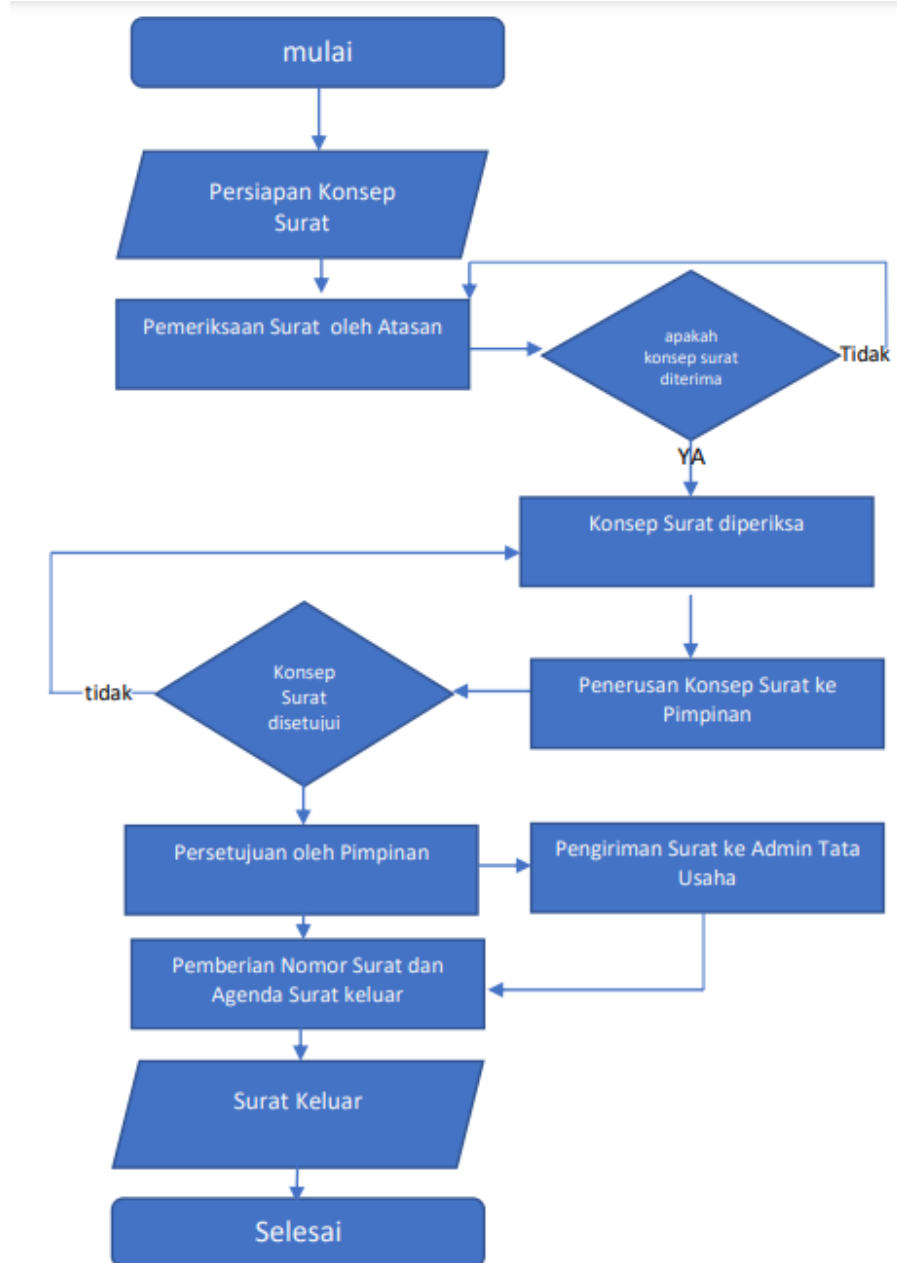 mulai
Persiapan Konsep
Surat
Pemeriksaan Surat oleh Atasan
apakah
konsep surat
diterima
Tidak
YA
Konsep Surat diperiksa
Penerusan Konsep Surat ke
Pimpinan
Konsep
Surat
disetujui
tidak
Persetujuan oleh Pimpinan
Pengiriman Surat ke Admin Tata
Usaha
Pemberian Nomor Surat dan
Agenda Surat keluar
Surat Keluar
Selesai